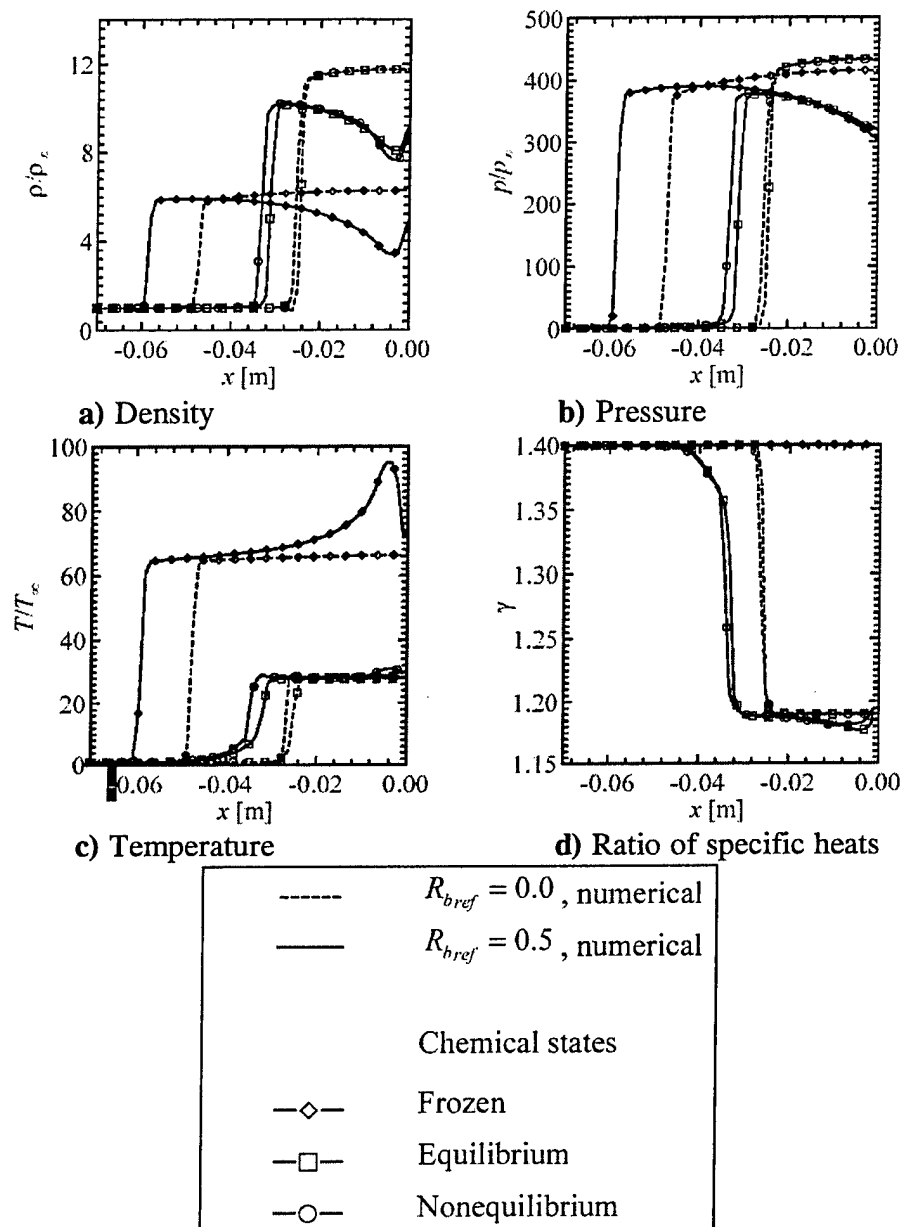 12
8
4
0
ρ/ρ∞
-0.06 -0.04 -0.02 0.00
x [m]
a) Density
500
400
300
200
100
0
p/p∞
-0.06 -0.04 -0.02 0.00
x [m]
b) Pressure
100
80
60
40
20
0
T/T∞
-0.06 -0.04 -0.02 0.00
x [m]
c) Temperature
1.40
1.35
1.30
1.25
1.20
1.15
γ
-0.06 -0.04 -0.02 0.00
x [m]
d) Ratio of specific heats
R_bref = 0.0 , numerical
R_bref = 0.5 , numerical
Chemical states
Frozen
Equilibrium
Nonequilibrium